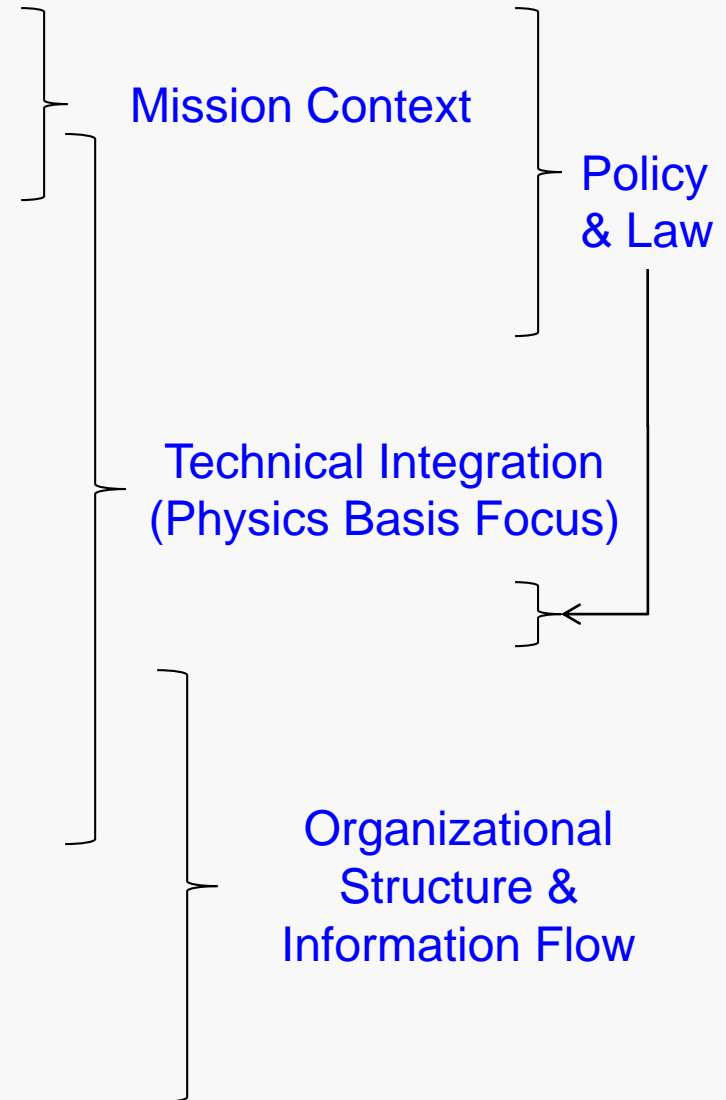 Mission Context
Policy
& Law
Technical Integration
(Physics Basis Focus)
Organizational
Structure &
Information Flow